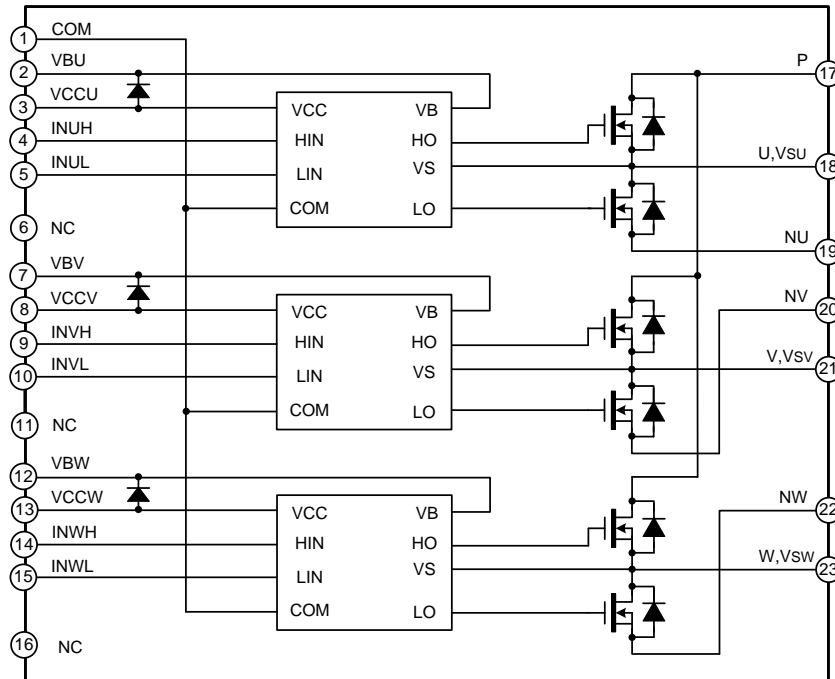 1 COM
2 VBU
3 VCCU
4 INUH
5 INUL
6 NC
7 VBV
8 VCCV
9 INVH
10 INVL
11 NC
12 VBW
13 VCCW
14 INWH
15 INWL
16 NC
VCC VB
HIN HO
LIN VS
COM LO
VCC VB
HIN HO
LIN VS
COM LO
VCC VB
HIN HO
LIN VS
COM LO
P 17
U,VSU 18
NU 19
NV 20
V,VSV 21
NW 22
W,VSW 23